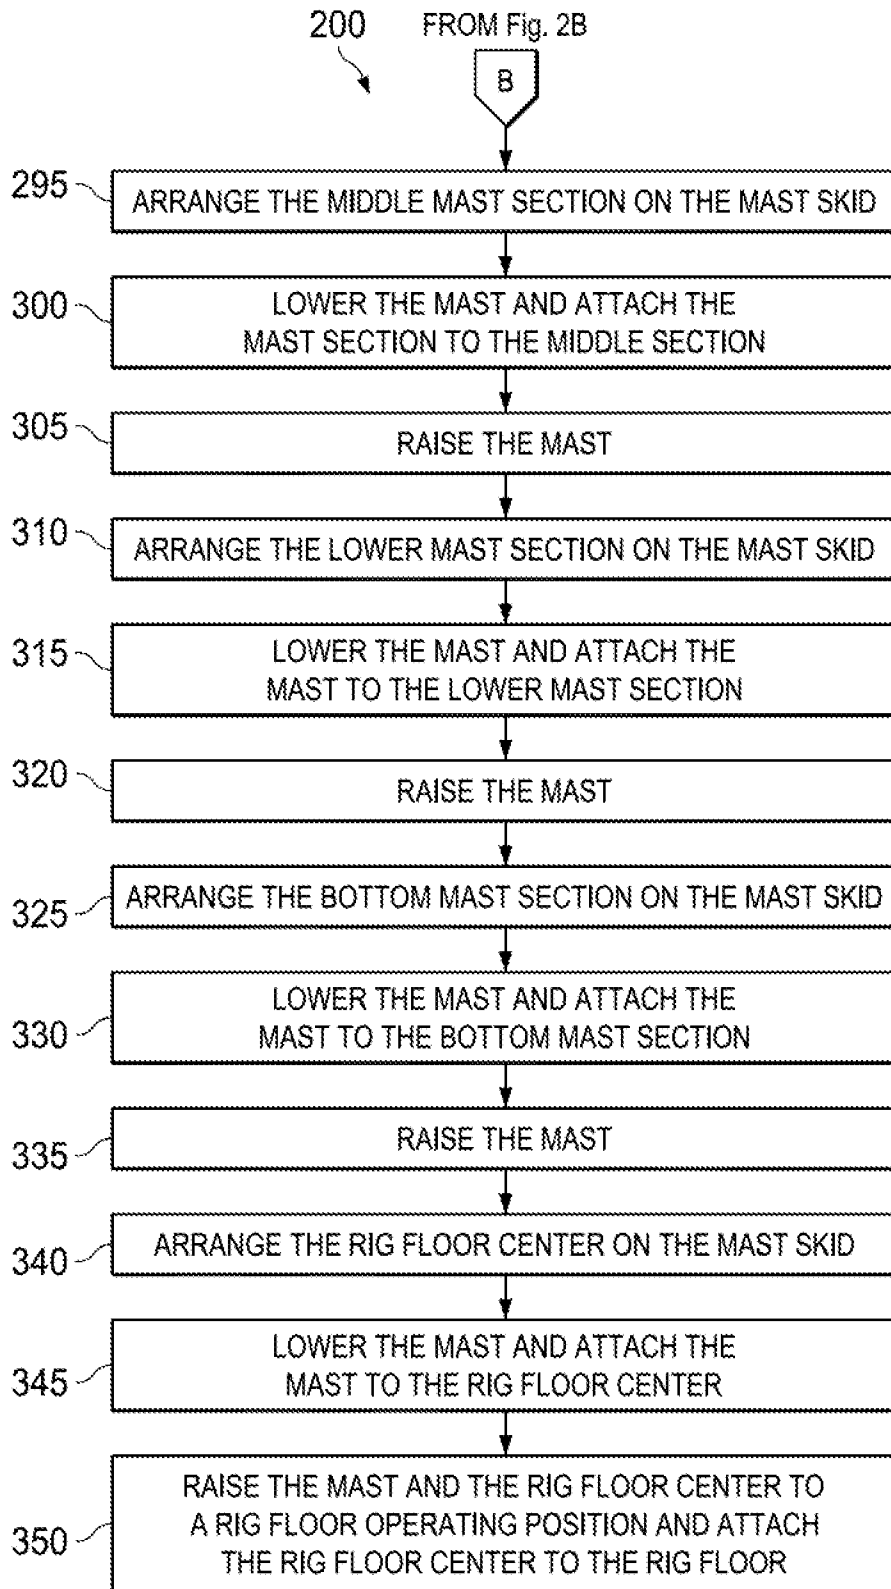 200 FROM Fig. 2B
B
295 ARRANGE THE MIDDLE MAST SECTION ON THE MAST SKID
300 LOWER THE MAST AND ATTACH THE
MAST SECTION TO THE MIDDLE SECTION
305 RAISE THE MAST
310 ARRANGE THE LOWER MAST SECTION ON THE MAST SKID
315 LOWER THE MAST AND ATTACH THE
MAST TO THE LOWER MAST SECTION
320 RAISE THE MAST
325 ARRANGE THE BOTTOM MAST SECTION ON THE MAST SKID
330 LOWER THE MAST AND ATTACH THE
MAST TO THE BOTTOM MAST SECTION
335 RAISE THE MAST
340 ARRANGE THE RIG FLOOR CENTER ON THE MAST SKID
345 LOWER THE MAST AND ATTACH THE
MAST TO THE RIG FLOOR CENTER
350 RAISE THE MAST AND THE RIG FLOOR CENTER TO
A RIG FLOOR OPERATING POSITION AND ATTACH
THE RIG FLOOR CENTER TO THE RIG FLOOR